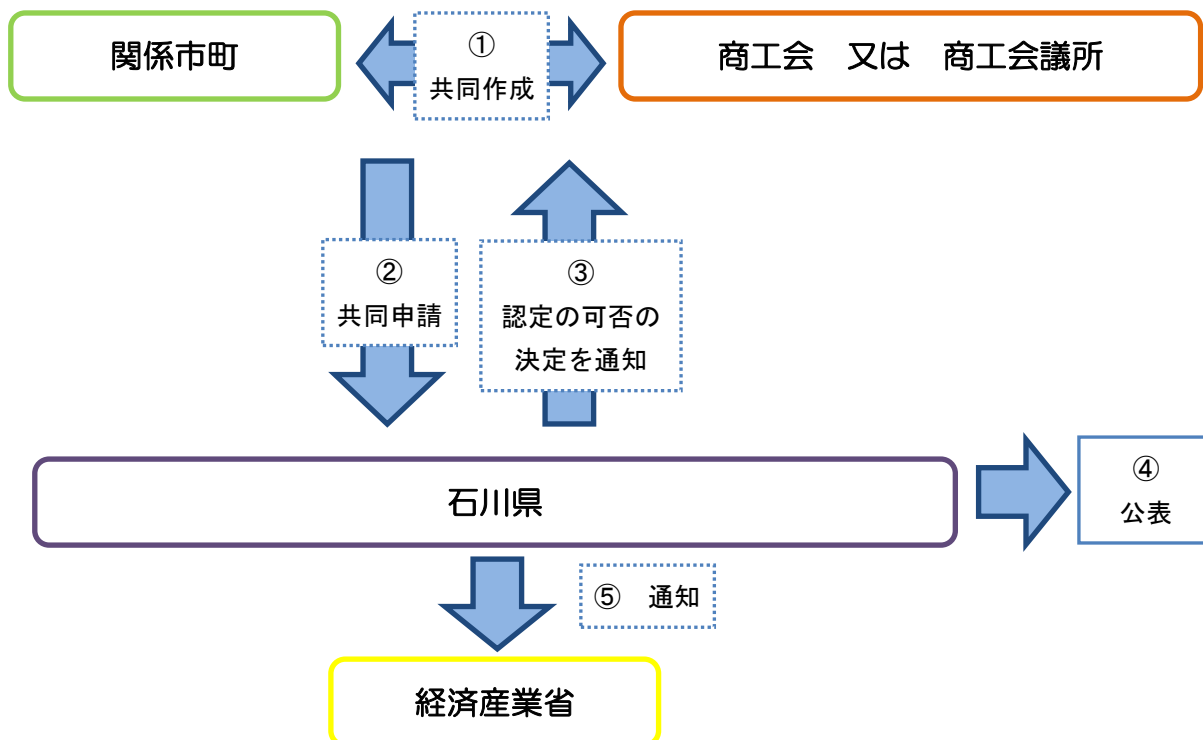 関係市町
①
共同作成
商工会　又は　商工会議所
②
共同申請
③
認定の可否の
決定を通知
石川県
④
公表
⑤　通知
経済産業省